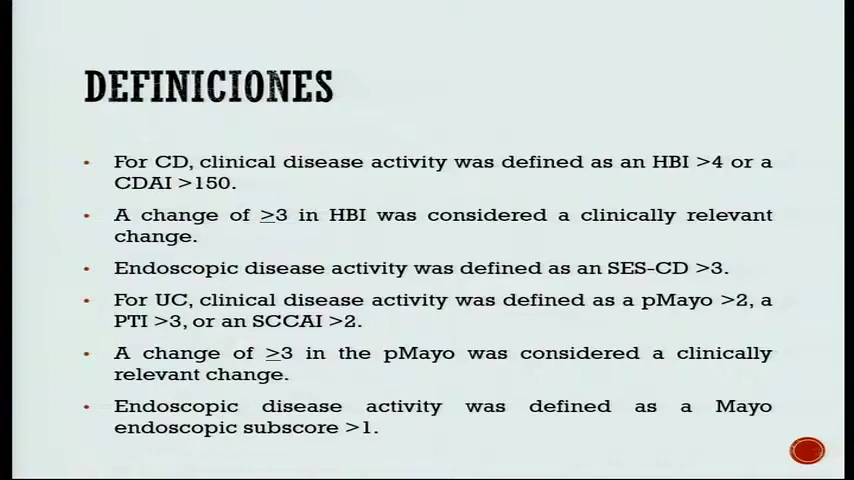 DEFINICIONES
• For CD, clinical disease activity was defined as an HBI >4 or a
CDAI >150.
• A change of ≥3 in HBI was considered a clinically relevant
change.
• Endoscopic disease activity was defined as an SES-CD >3.
• For UC, clinical disease activity was defined as a pMayo >2, a
PTI >3, or an SCCAI >2.
• A change of ≥3 in the pMayo was considered a clinically
relevant change.
• Endoscopic disease activity was defined as a Mayo
endoscopic subscore >1.